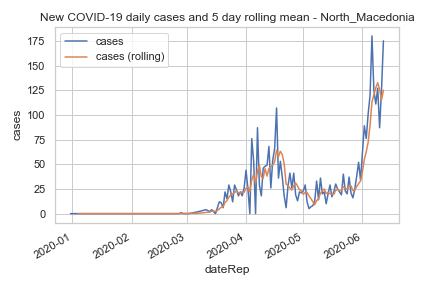 New COVID-19 daily cases and 5 day rolling mean - North_Macedonia
cases
cases (rolling)
175
150
125
100
75
50
25
0
cases
2020-01
2020-02
2020-03
2020-04
2020-05
2020-06
dateRep